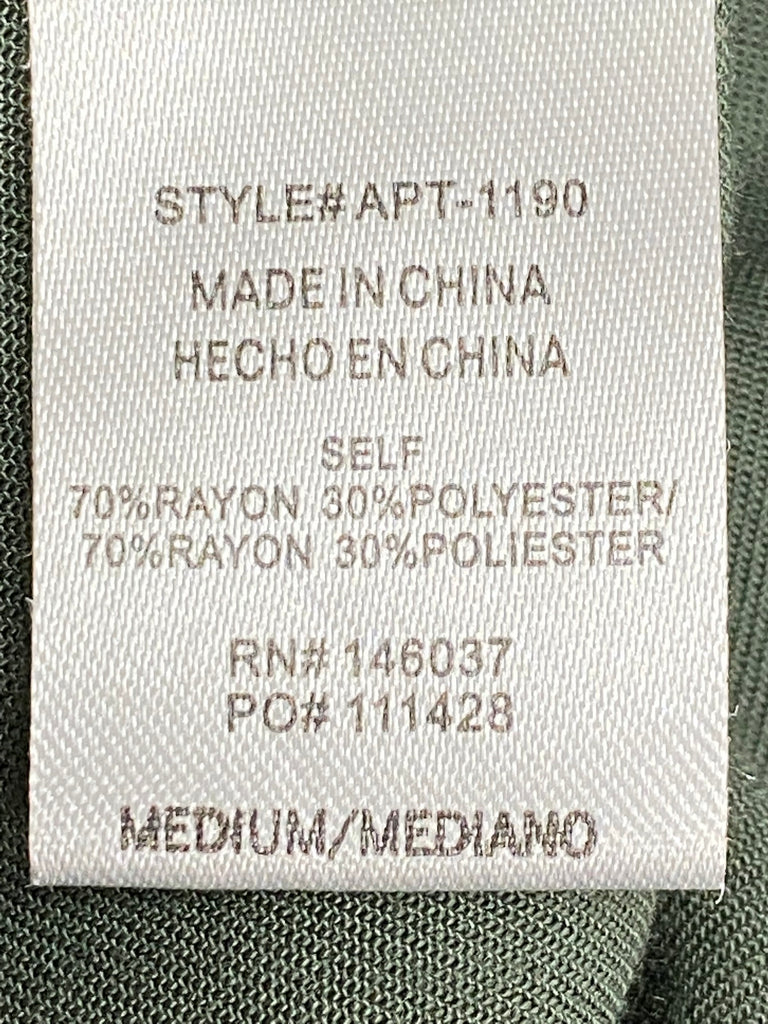 STYLE# APT-1190
MADE IN CHINA
HECHO EN CHINA
SELF
70%RAYON 30%POLYESTER/
70%RAYON 30%POLIESTER
RN# 146037
PO# 111428
MEDIUM/MEDIANO